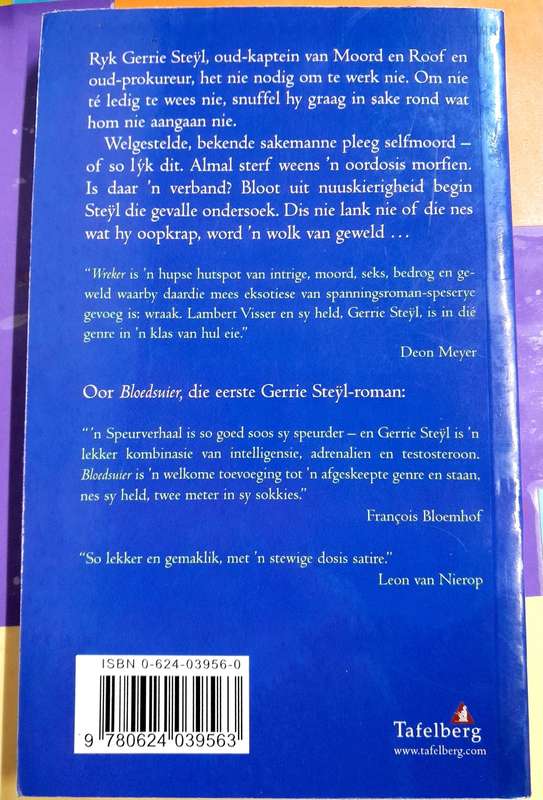 Ryk Gerrie Steÿl, oud-kaptein van Moord en Roof en
oud-prokureur, het nie nodig om te werk nie. Om nie
té ledig te wees nie, snuffel hy graag in sake rond wat
hom nie aangaan nie.
Welgestelde, bekende sakemanne pleeg selfmoord –
of so lýk dit. Almal sterf weens 'n oordosis morfien.
Is daar 'n verband? Bloot uit nuuskierigheid begin
Steÿl die gevalle ondersoek. Dis nie lank nie of die nes
wat hy oopkrap, word 'n wolk van geweld …
“Wreker is 'n hupse hutspot van intrige, moord, seks, bedrog en ge-
weld waarby daardie mees eksotiese van spanningsroman-speserye
gevoeg is: wraak. Lambert Visser en sy held, Gerrie Steÿl, is in dié
genre in 'n klas van hul eie.”
Deon Meyer
Oor Bloedsuier, die eerste Gerrie Steÿl-roman:
“'n Speurverhaal is so goed soos sy speurder – en Gerrie Steÿl is 'n
lekker kombinasie van intelligensie, adrenalien en testosteroon.
Bloedsuier is 'n welkome toevoeging tot 'n afgeskeepte genre en staan,
nes sy held, twee meter in sy sokkies.”
François Bloemhof
“So lekker en gemaklik, met 'n stewige dosis satire.”
Leon van Nierop
ISBN 0-624-03956-0
9 780624 039563
Tafelberg
www.tafelberg.com